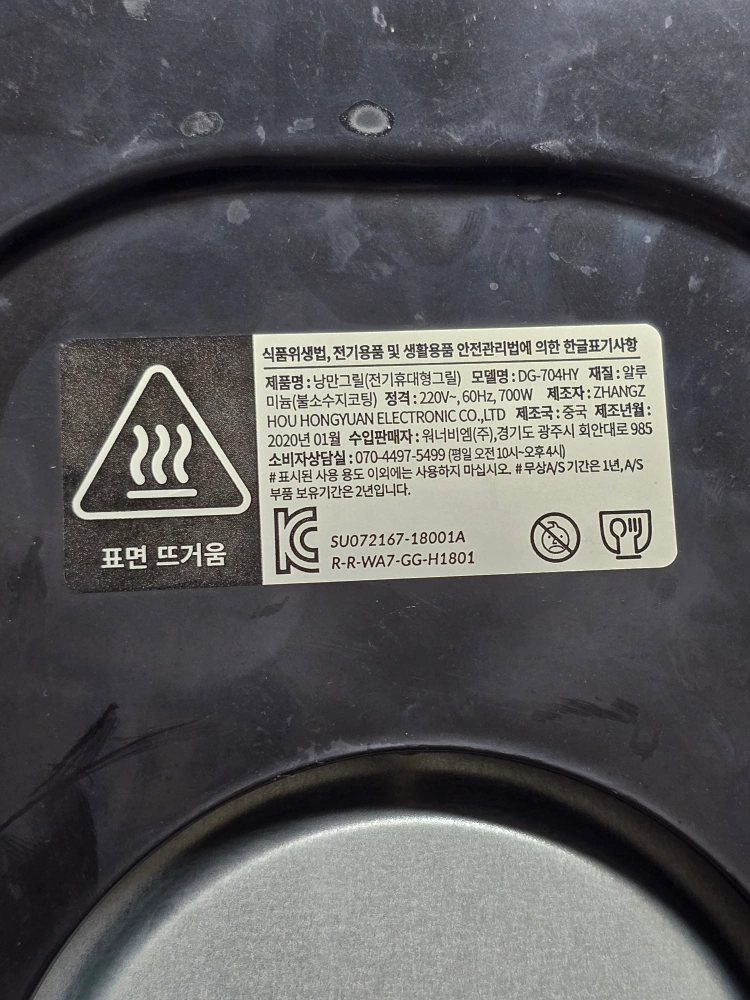 식품위생법, 전기용품 및 생활용품 안전관리법에 의한 한글표기사항
제품명 : 낭만그릴(전기휴대형그릴) 모델명 : DG-704HY 재질 : 알루
미늄(불소수지코팅) 정격 : 220V~, 60Hz, 700W 제조자 : ZHANGZ
HOU HONGYUAN ELECTRONIC CO.,LTD 제조국 : 중국 제조년월 :
2020년 01월 수입판매자 : 워너비엠(주),경기도 광주시 회안대로 985
소비자상담실 : 070-4497-5499 (평일 오전 10시~오후4시)
# 표시된 사용 용도 이외에는 사용하지 마십시오. # 무상A/S 기간은 1년, A/S
부품 보유기간은 2년입니다.
표면 뜨거움
SU072167-18001A
R-R-WA7-GG-H1801